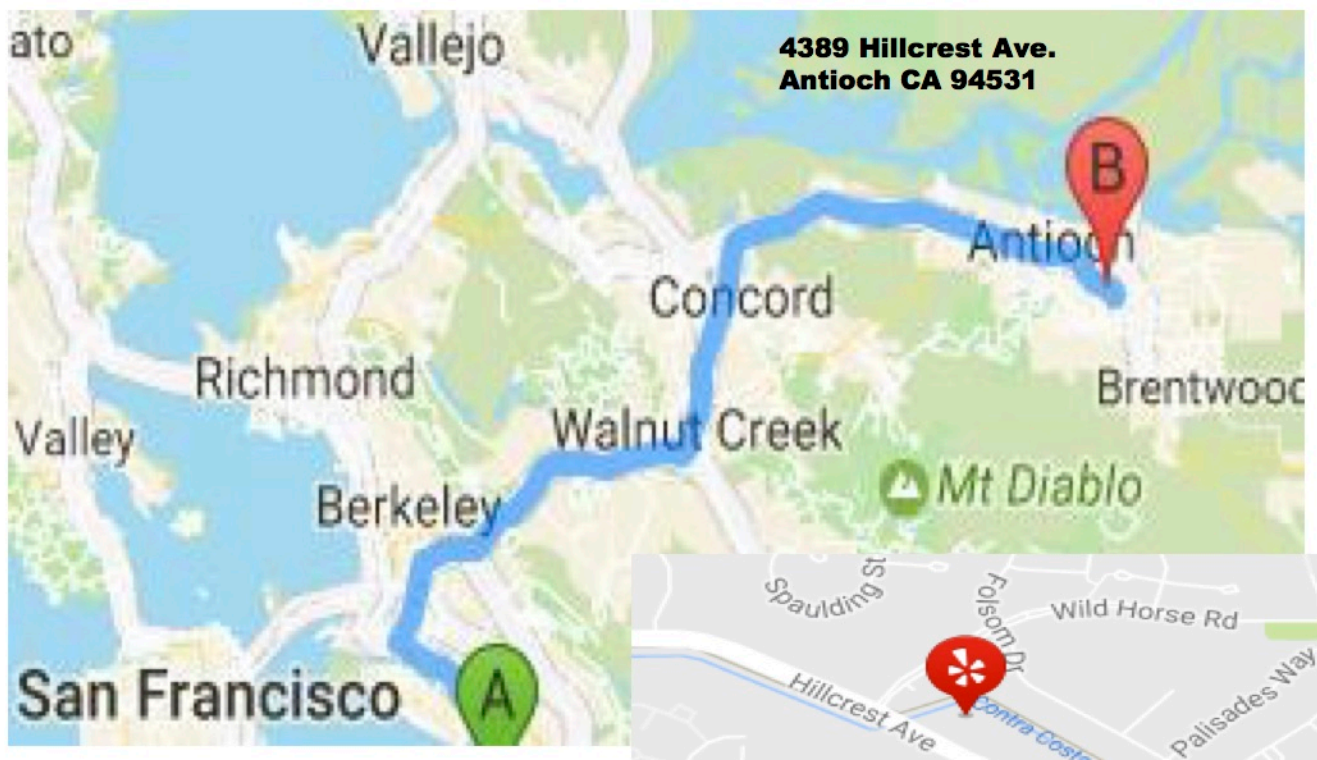 ato
Vallejo
4389 Hillcrest Ave.
Antioch CA 94531
B
Antioch
Concord
Richmond
Walnut Creek
Brentwood
Valley
Mt Diablo
Berkeley
San Francisco
A
Spaulding St
Folsom Dr
Wild Horse Rd
Hillcrest Ave
Contra Costa
Palisades Way